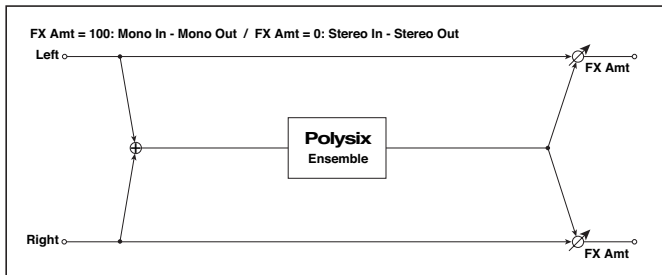 FX Amt = 100: Mono In - Mono Out / FX Amt = 0: Stereo In - Stereo Out
Left
FX Amt
Polysix
Ensemble
Right
FX Amt